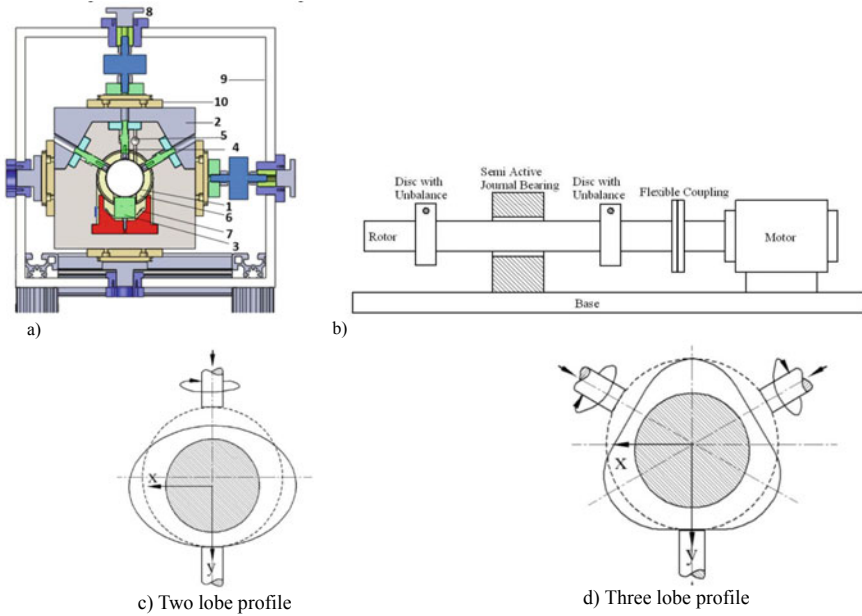 8
9
10
2
5
4
1
6
7
3
a)
Disc with
Unbalance
Semi Active
Journal Bearing
Disc with
Unbalance
Flexible Coupling
Rotor
Motor
Base
b)
x
y
c) Two lobe profile
x
y
d) Three lobe profile